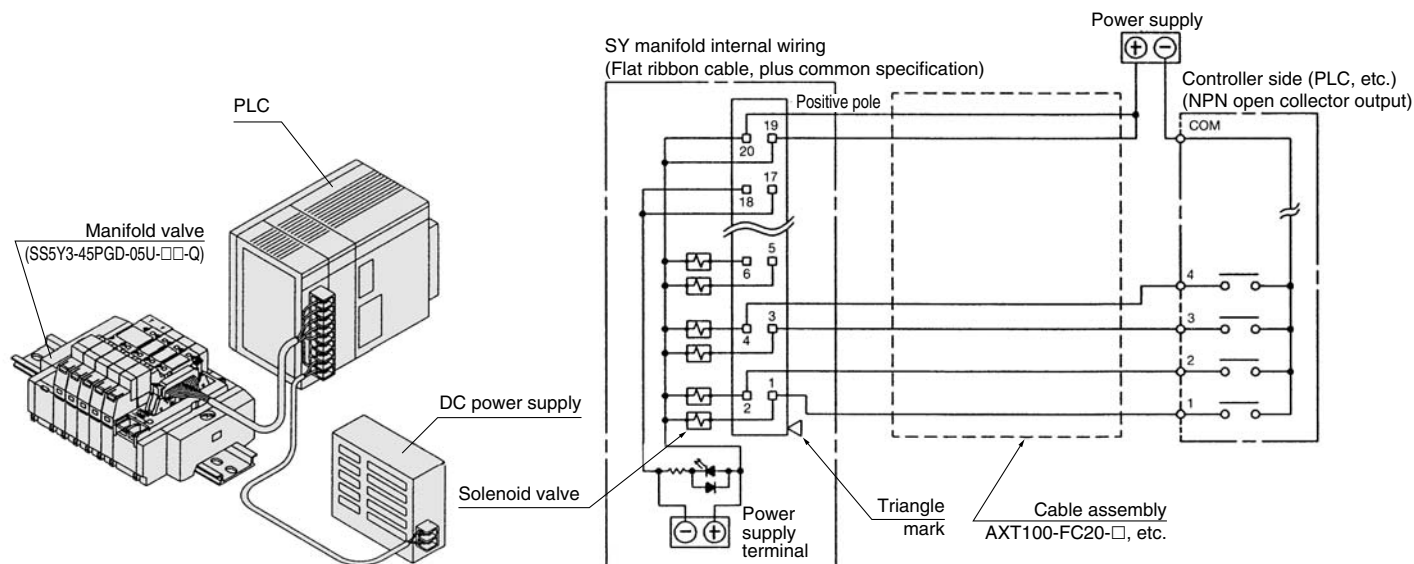 PLC
Manifold valve
(SS5Y3-45PGD-05U-□□-Q)
DC power supply
Solenoid valve
SY manifold internal wiring
(Flat ribbon cable, plus common specification)
Positive pole
20 19
18 17
6 5
4 3
2 1
− +
Power
supply
terminal
Triangle
mark
Cable assembly
AXT100-FC20-□, etc.
Power supply
+ −
Controller side (PLC, etc.)
(NPN open collector output)
COM
4
3
2
1